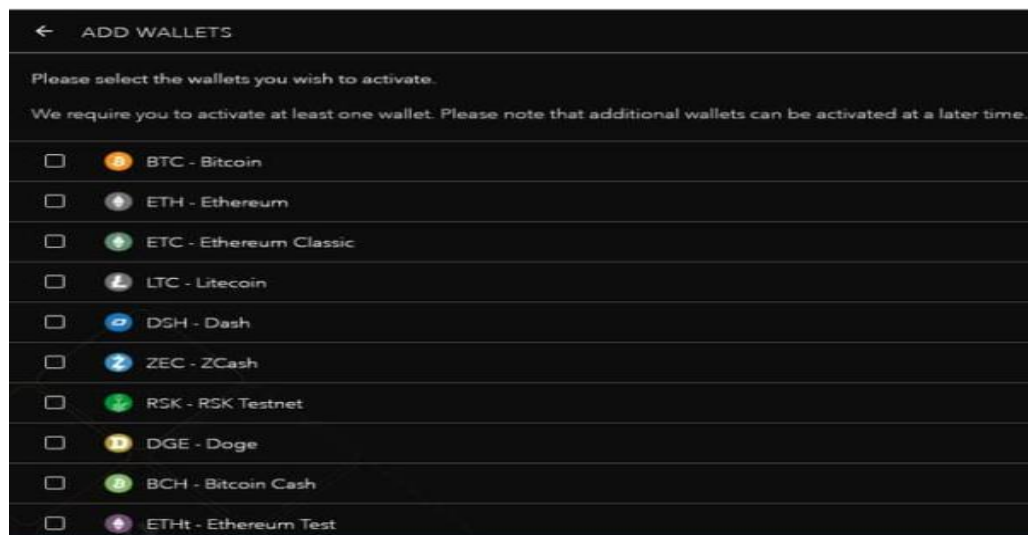 ADD WALLETS
Please select the wallets you wish to activate.
We require you to activate at least one wallet. Please note that additional wallets can be activated at a later time.
BTC - Bitcoin
ETH - Ethereum
ETC - Ethereum Classic
LTC - Litecoin
DSH - Dash
ZEC - ZCash
RSK - RSK Testnet
DGE - Doge
BCH - Bitcoin Cash
ETHt - Ethereum Test